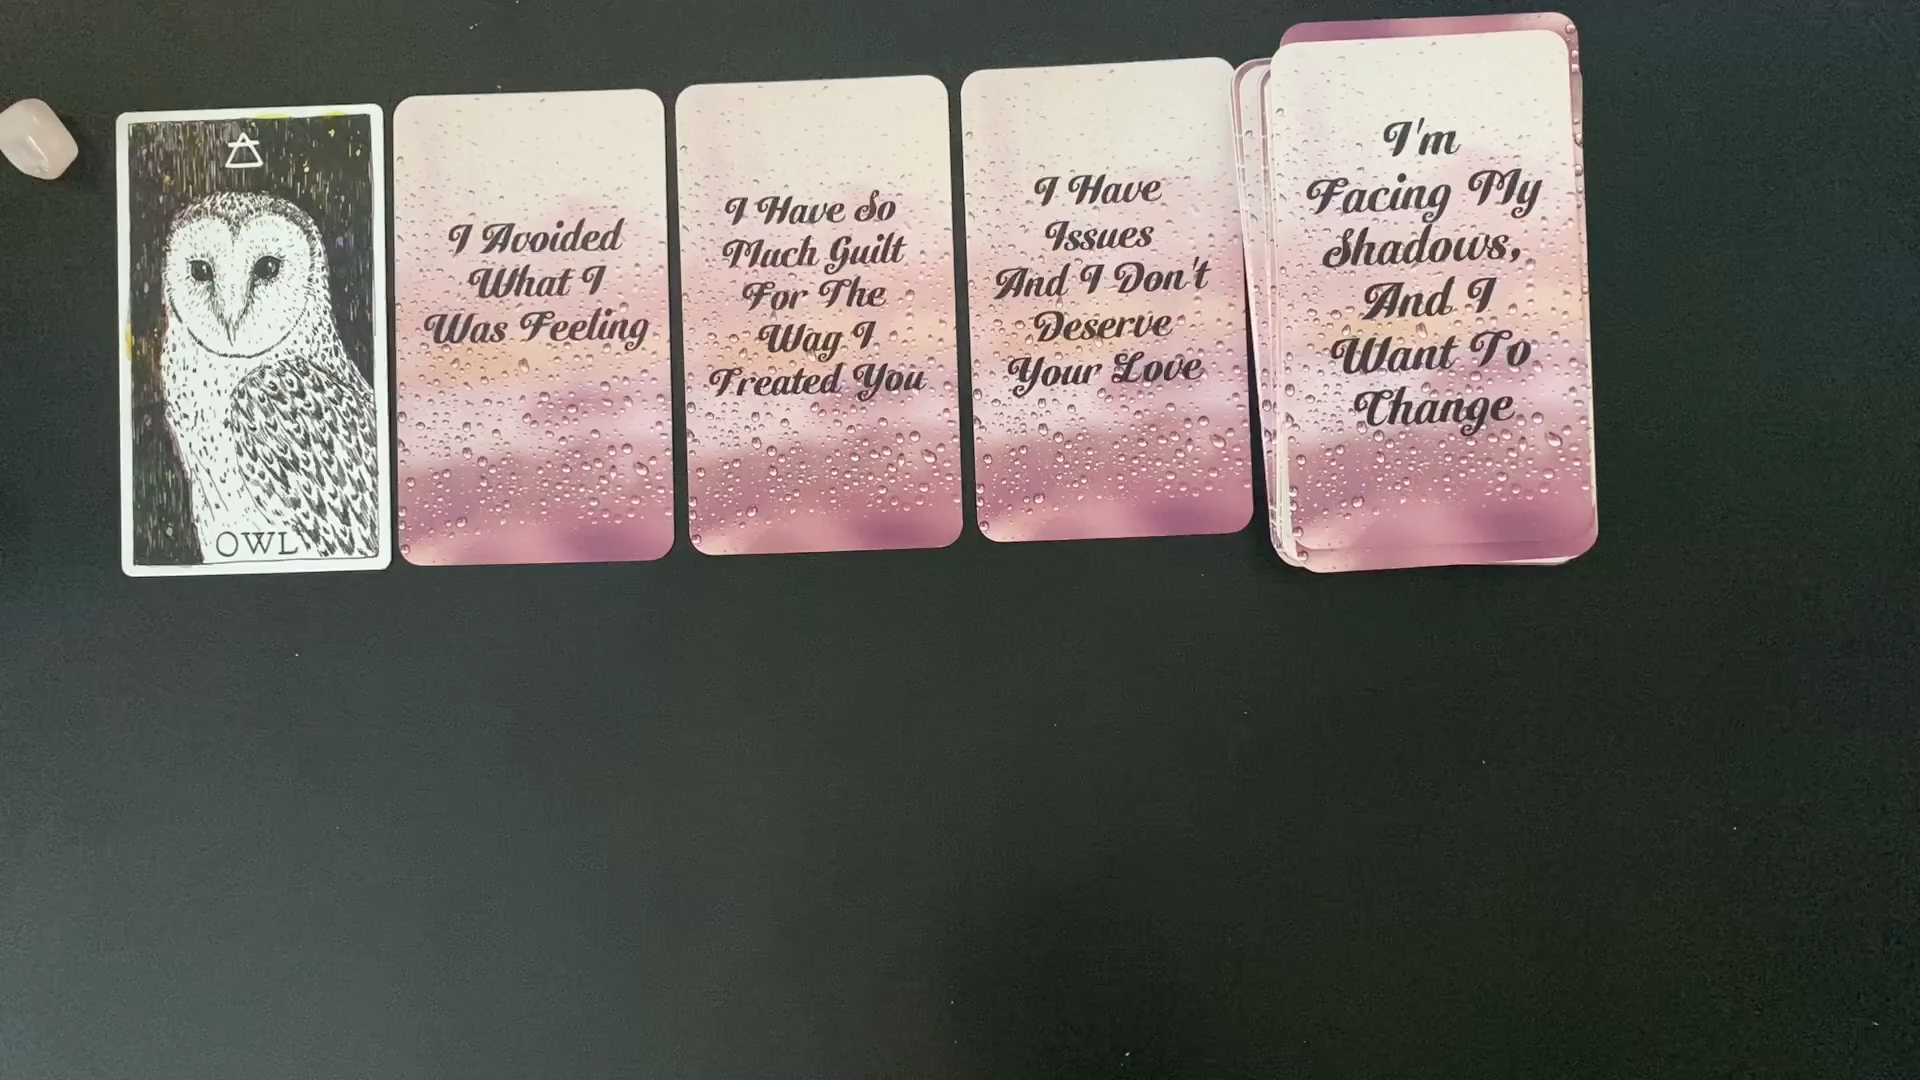 OWL
I Avoided
What I
Was Feeling
I Have So
Much Guilt
For The
Way I
Treated You
I Have
Issues
And I Don't
Deserve
Your Love
I'm
Facing My
Shadows,
And I
Want To
Change